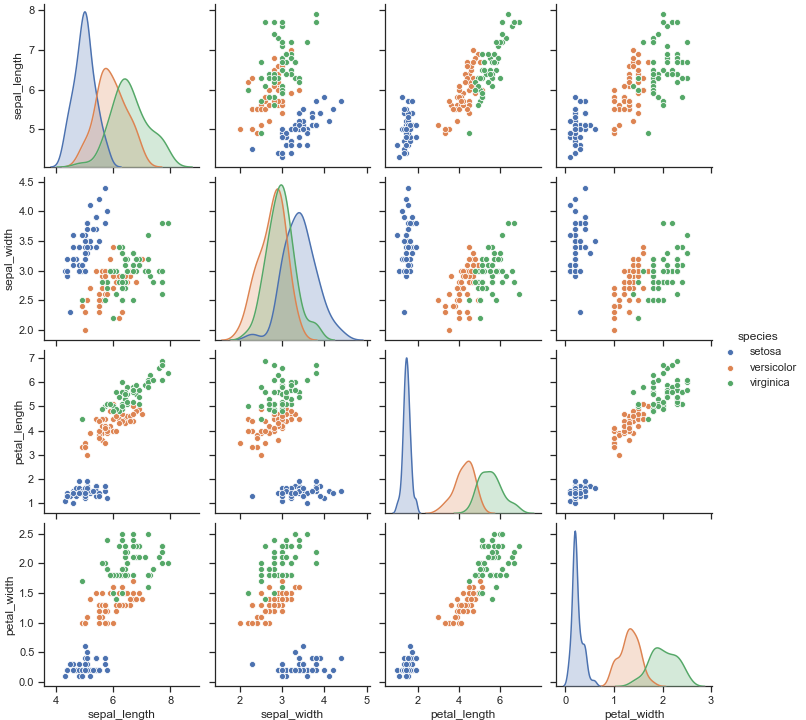 sepal_length
8
7
6
5
sepal_width
4.5
4.0
3.5
3.0
2.5
2.0
species
setosa
versicolor
virginica
petal_length
7
6
5
4
3
2
1
petal_width
2.5
2.0
1.5
1.0
0.5
0.0
4 6 8 2 3 4 5 2 4 6 0 1 2 3
sepal_length sepal_width petal_length petal_width